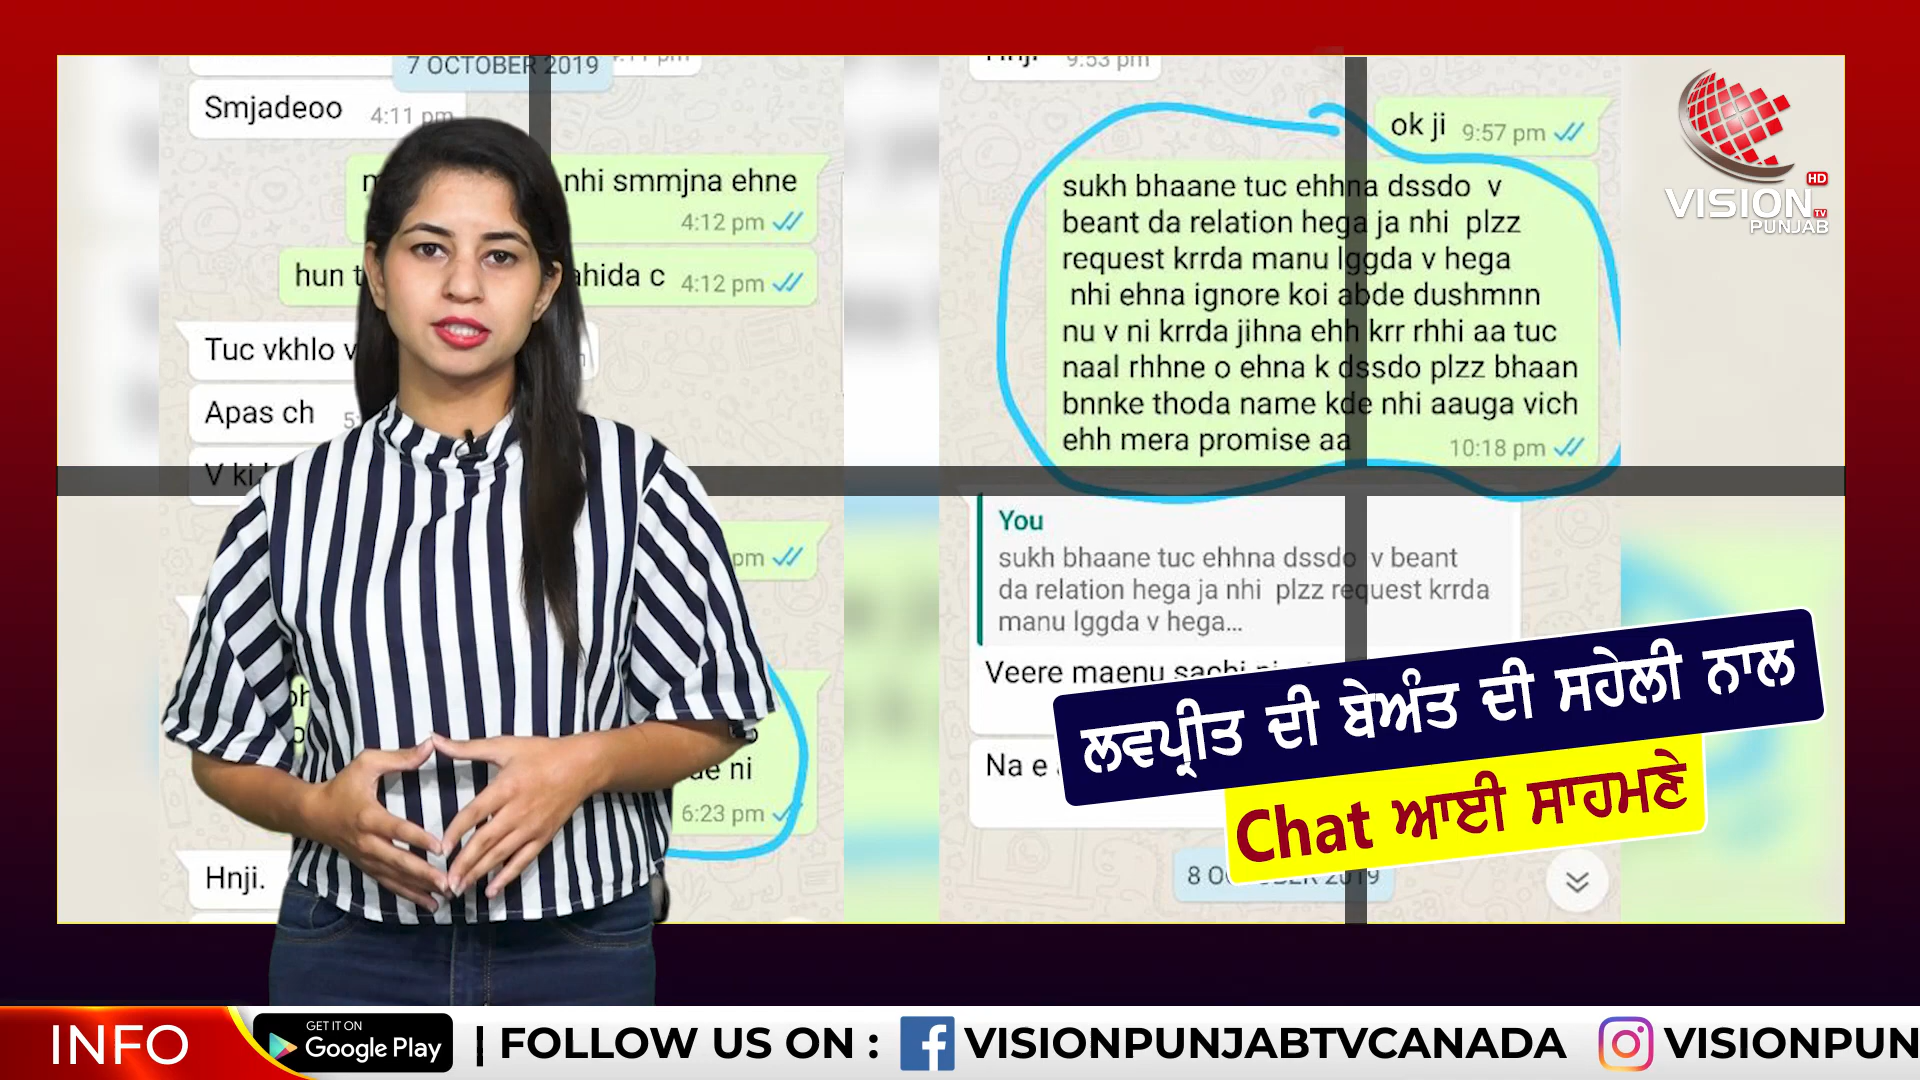 7 OCTOBER 2019
Smjadeoo 4:11 pm
nhi smmjna ehne
4:12 pm
hun ahida c 4:12 pm
Tuc vkhlo v
Apas ch
V ki
pm
de ni
6:23 pm
Hnji.
9:53 pm
ok ji 9:57 pm
sukh bhaane tuc ehhna dssdo v
beant da relation hega ja nhi plzz
request krrda manu lggda v hega
nhi ehna ignore koi abde dushmnn
nu v ni krrda jihna ehh krr rhhi aa tuc
naal rhhne o ehna k dssdo plzz bhaan
bnnke thoda name kde nhi aauga vich
ehh mera promise aa
10:18 pm
You
sukh bhaane tuc ehhna dssdo v beant
da relation hega ja nhi plzz request krrda
manu lggda v hega...
Veere maenu sachi
Na e
8 OCTOBER 2019
HD
VISION TV
PUNJAB
ਲਵਪ੍ਰੀਤ ਦੀ ਬੇਅੰਤ ਦੀ ਸਹੇਲੀ ਨਾਲ
Chat ਆਈ ਸਾਹਮਣੇ
INFO GET IT ON Google Play | FOLLOW US ON : VISIONPUNJABTVCANADA VISIONPUN